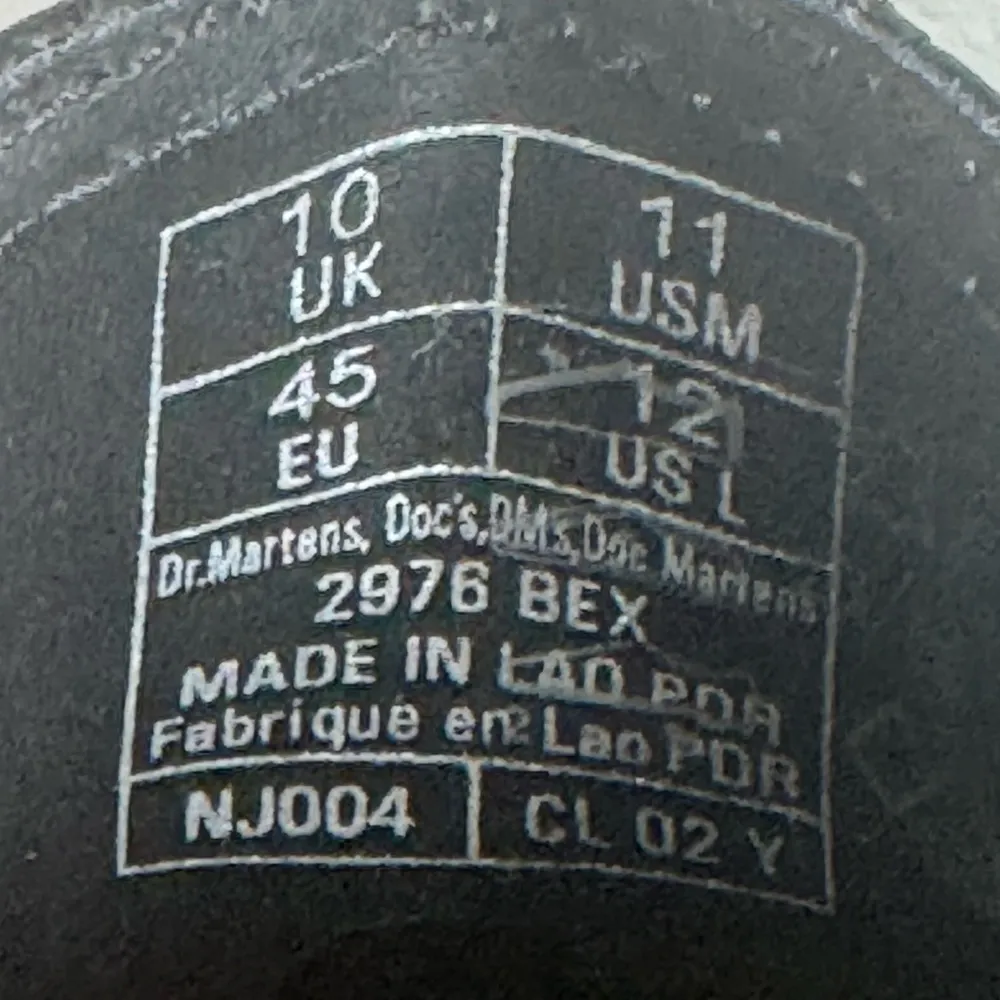 10 UK
11 USM
45 EU
12 US L
Dr.Martens, Doc's, DMS, Doc Martens
2976 BEX
MADE IN LAO PDR
Fabriqué en Lao PDR
NJ004
CL 02 Y